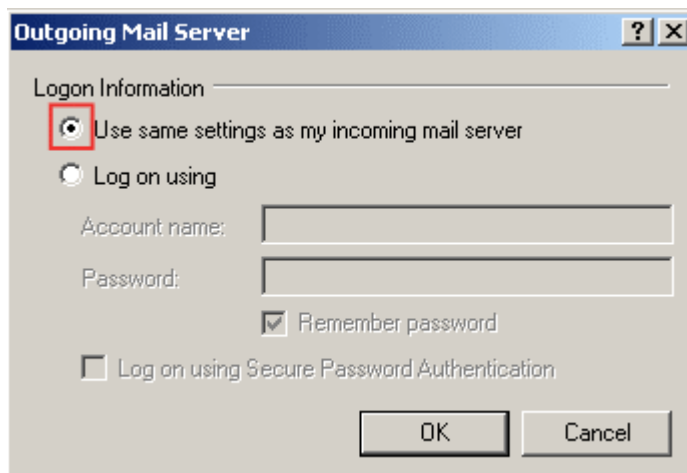 Outgoing Mail Server
Logon Information
Use same settings as my incoming mail server
Log on using
Account name:
Password:
Remember password
Log on using Secure Password Authentication
OK Cancel